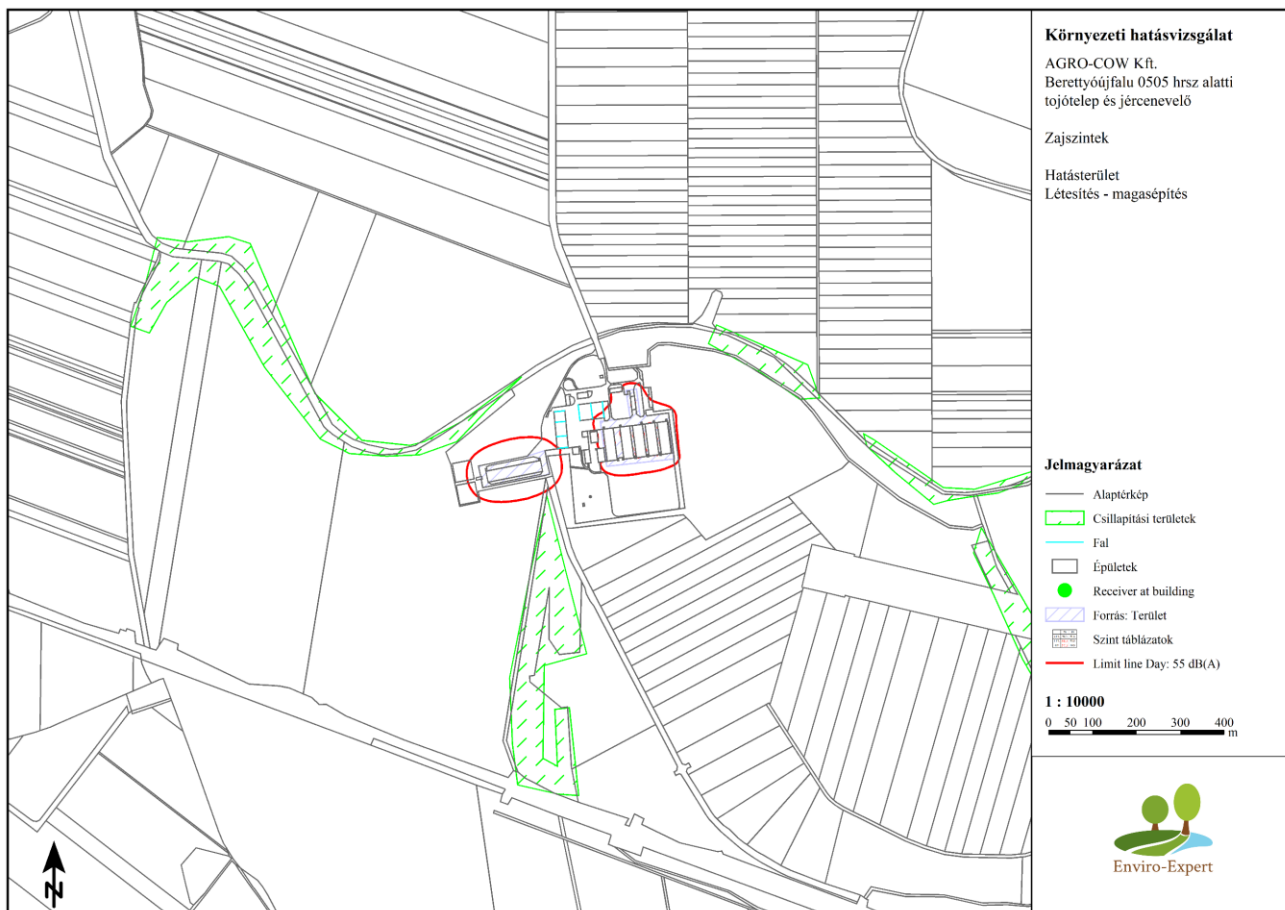 Környezeti hatásvizsgálat
AGRO-COW Kft.
Berettyóújfalu 0505 hrsz alatti
tojótelep és jércenevelő
Zajszintek
Hatásterület
Létesítés - magasépítés
Jelmagyarázat
Alaptérkép
Csillapítási területek
Fal
Épületek
Receiver at building
Forrás: Terület
Szint táblázatok
Limit line Day: 55 dB(A)
1 : 10000
0 50 100 200 300 400
m
Enviro-Expert
N